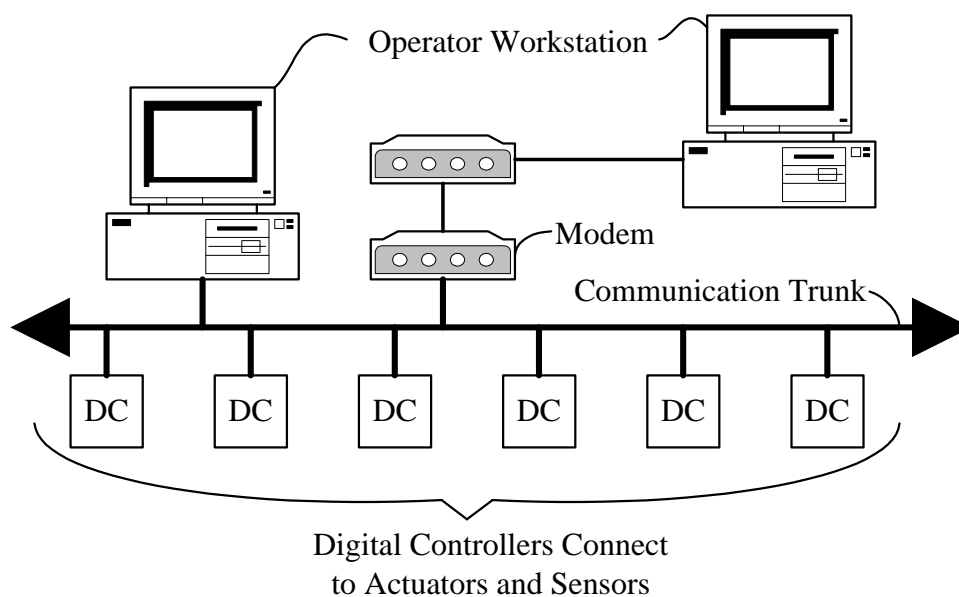 Operator Workstation
Modem
Communication Trunk
DC DC DC DC DC DC
Digital Controllers Connect
to Actuators and Sensors